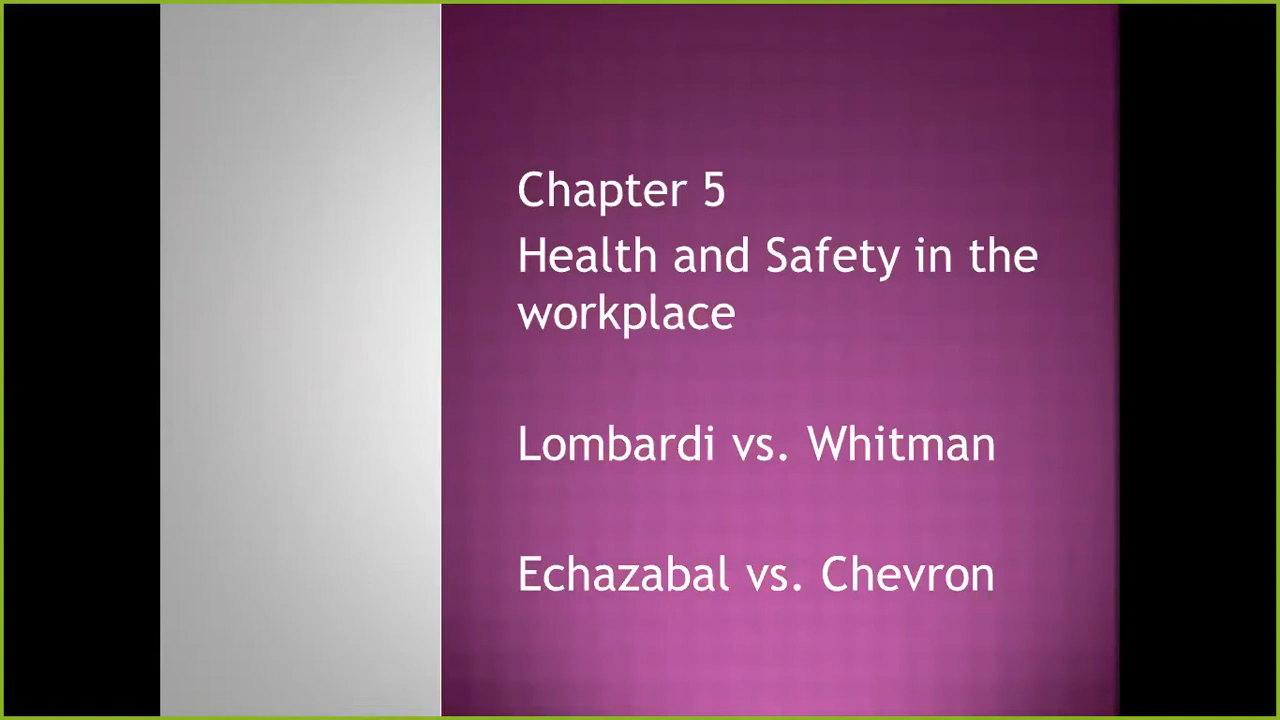 Chapter 5
Health and Safety in the
workplace
Lombardi vs. Whitman
Echazabal vs. Chevron